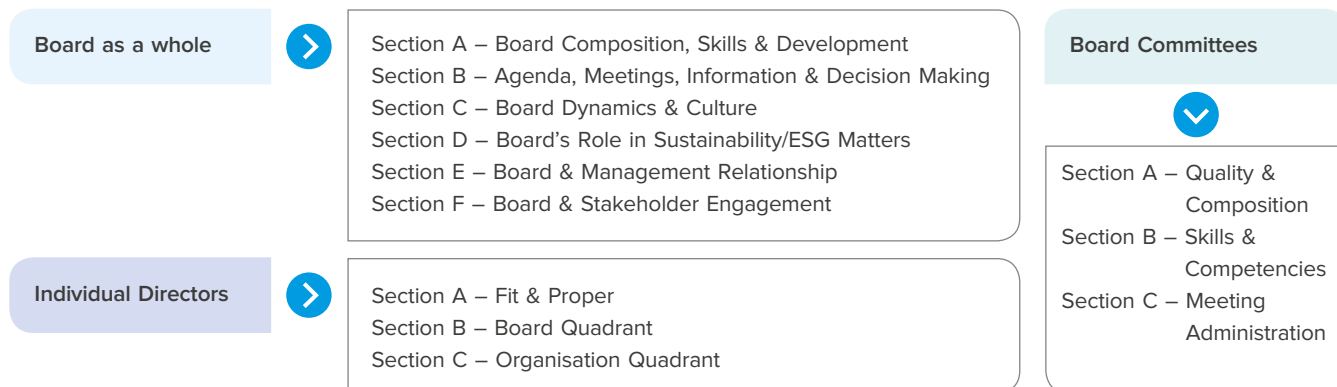 Board as a whole
Section A – Board Composition, Skills & Development
Section B – Agenda, Meetings, Information & Decision Making
Section C – Board Dynamics & Culture
Section D – Board’s Role in Sustainability/ESG Matters
Section E – Board & Management Relationship
Section F – Board & Stakeholder Engagement
Individual Directors
Section A – Fit & Proper
Section B – Board Quadrant
Section C – Organisation Quadrant
Board Committees
Section A – Quality &
Composition
Section B – Skills &
Competencies
Section C – Meeting
Administration